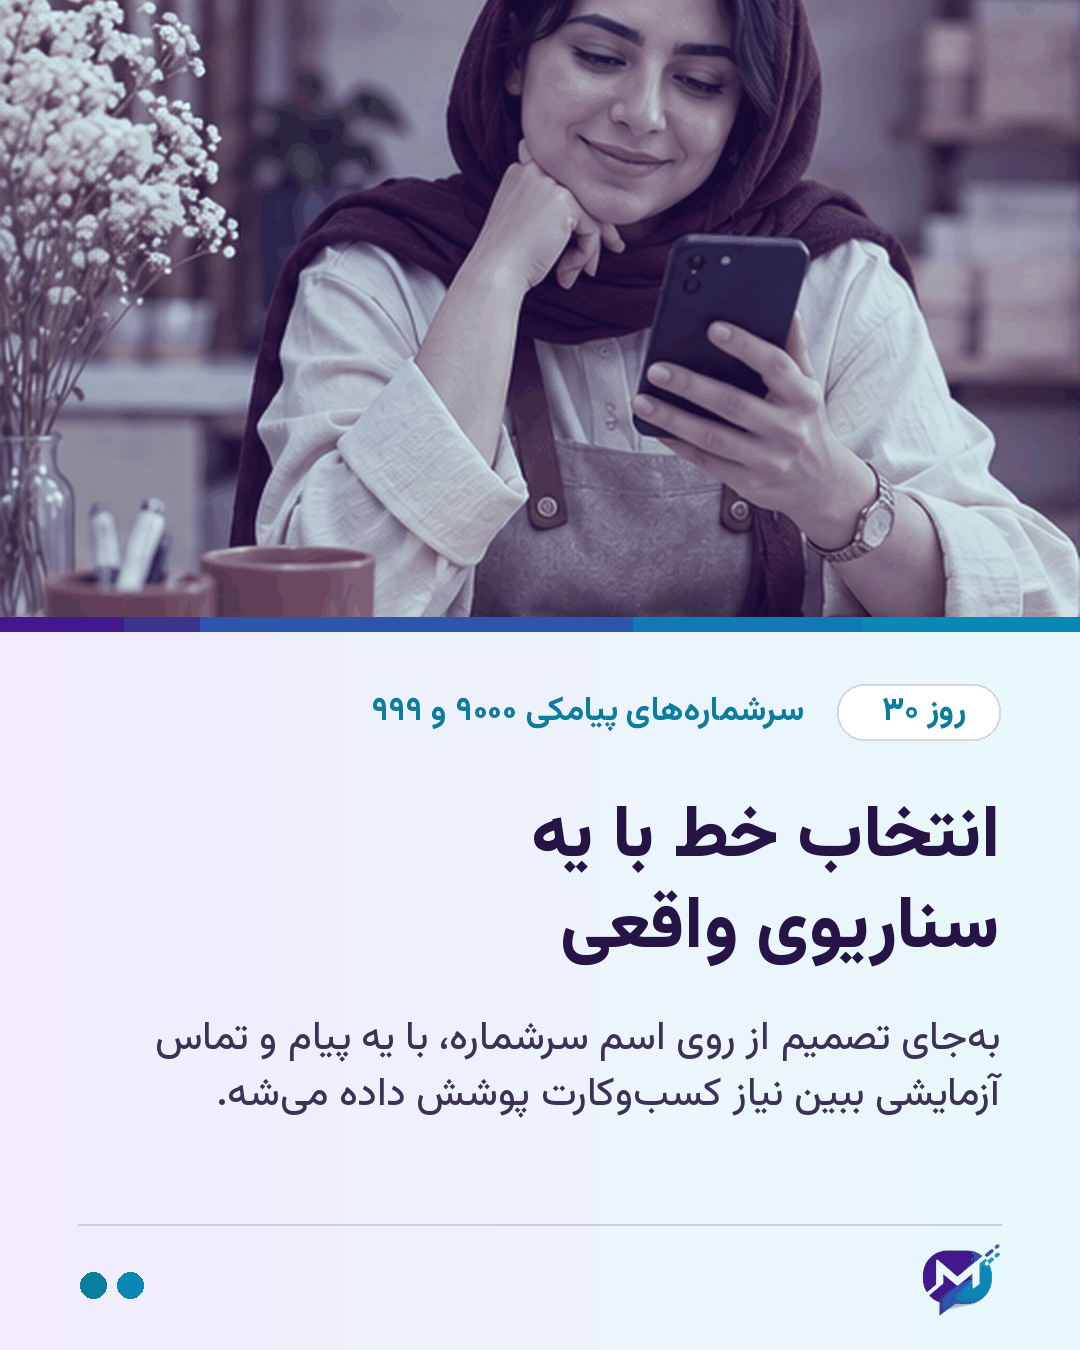 روز ۳۰
سرشماره‌های پیامکی ۹۰۰۰ و ۹۹۹
انتخاب خط با یه
سناریوی واقعی
به‌جای تصمیم از روی اسم سرشماره، با یه پیام و تماس
آزمایشی ببین نیاز کسب‌وکارت پوشش داده می‌شه.